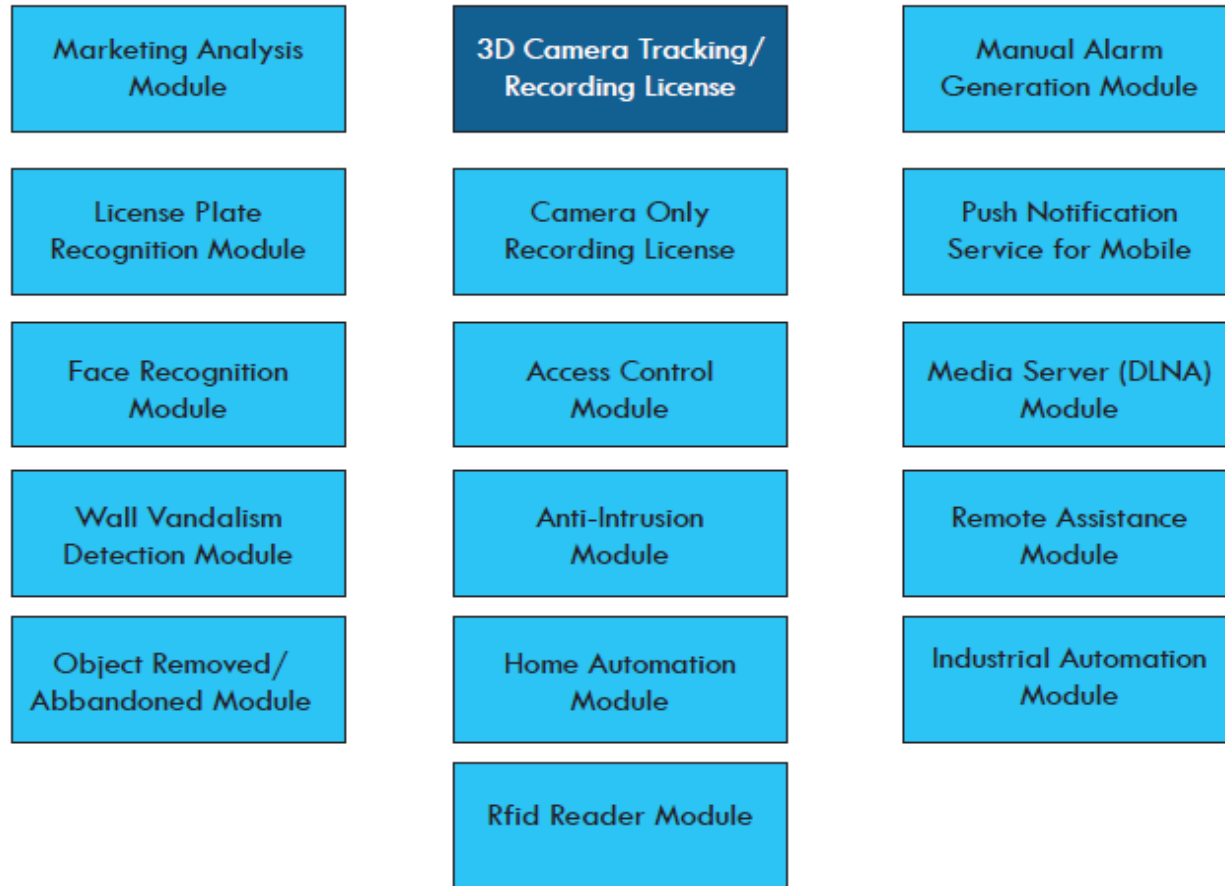 Marketing Analysis
Module
3D Camera Tracking/
Recording License
Manual Alarm
Generation Module
License Plate
Recognition Module
Camera Only
Recording License
Push Notification
Service for Mobile
Face Recognition
Module
Access Control
Module
Media Server (DLNA)
Module
Wall Vandalism
Detection Module
Anti-Intrusion
Module
Remote Assistance
Module
Object Removed/
Abbandoned Module
Home Automation
Module
Industrial Automation
Module
Rfid Reader Module